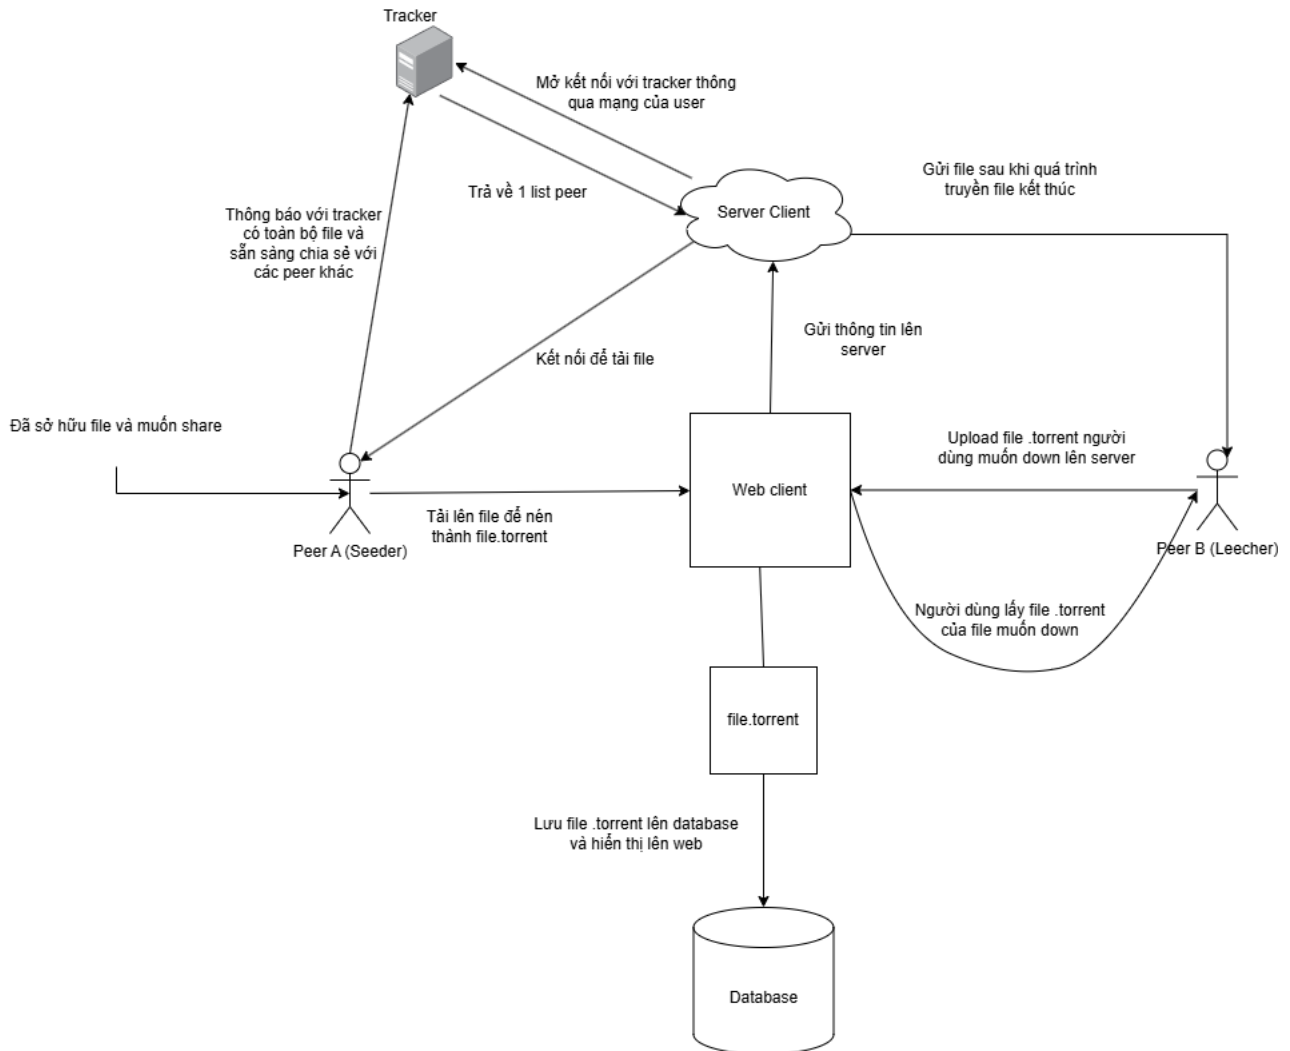 Tracker
Mở kết nối với tracker thông
qua mạng của user
Gửi file sau khi quá trình
truyền file kết thúc
Trả về 1 list peer
Server Client
Thông báo với tracker
có toàn bộ file và
sẵn sàng chia sẻ với
các peer khác
Gửi thông tin lên
server
Kết nối để tải file
Đã sở hữu file và muốn share
Upload file .torrent người
dùng muốn down lên server
Web client
Tải lên file để nén
thành file.torrent
Peer A (Seeder)
Peer B (Leecher)
Người dùng lấy file .torrent
của file muốn down
file.torrent
Lưu file .torrent lên database
và hiển thị lên web
Database